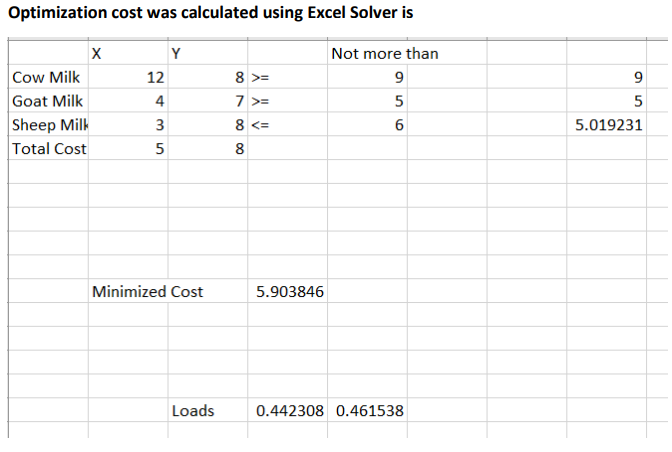 Optimization cost was calculated using Excel Solver is
X Y Not more than
Cow Milk 12 8 >= 9 9
Goat Milk 4 7 >= 5 5
Sheep Milk 3 8 <= 6 5.019231
Total Cost 5 8
Minimized Cost 5.903846
Loads 0.442308 0.461538